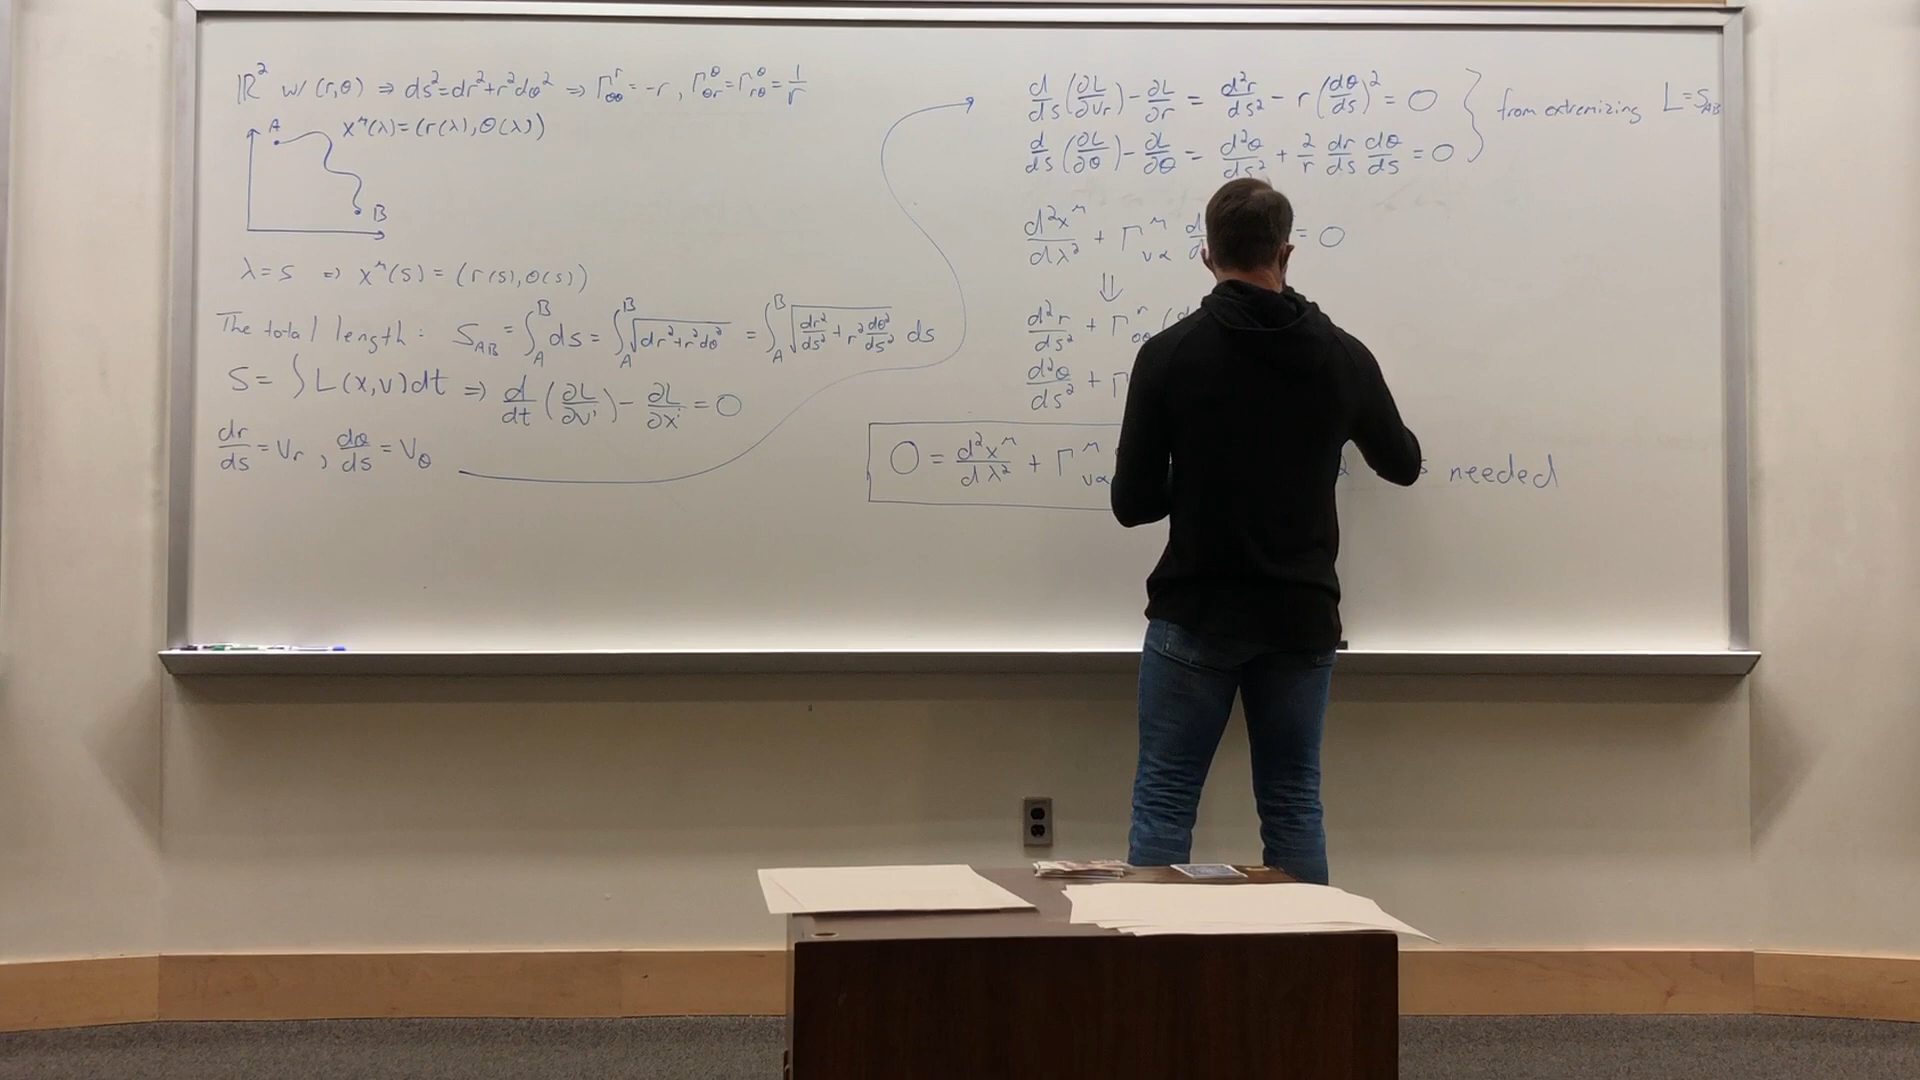 ℝ² w/ (r,θ) ⇒ ds²=dr²+r²dθ² ⇒ Γ^r_θθ = -r, Γ^θ_θr = Γ^θ_rθ = 1/r
A
x^μ(λ)=(r(λ),θ(λ))
B
λ=s ⇒ x^μ(s) = (r(s),θ(s))
The total length: S_AB = ∫_A^B ds = ∫_A^B √(dr²+r²dθ²) = ∫_A^B √(dr²/ds² + r² dθ²/ds²) ds
S = ∫ L(x,v)dt ⇒ d/dt (∂L/∂vⁱ) - ∂L/∂xⁱ = 0
dr/ds = v_r, dθ/ds = v_θ
d/ds (∂L/∂v_r) - ∂L/∂r = d²r/ds² - r (dθ/ds)² = 0
d/ds (∂L/∂θ) - ∂L/∂θ = d²θ/ds² + 2/r dr/ds dθ/ds = 0
from extremizing L=S_AB
d²x^μ/dλ² + Γ^μ_να = 0
⇓
d²r/ds² + Γ^r_θθ
d²θ/ds² + Γ
0 = d²x^μ/dλ² + Γ^μ_να
needed